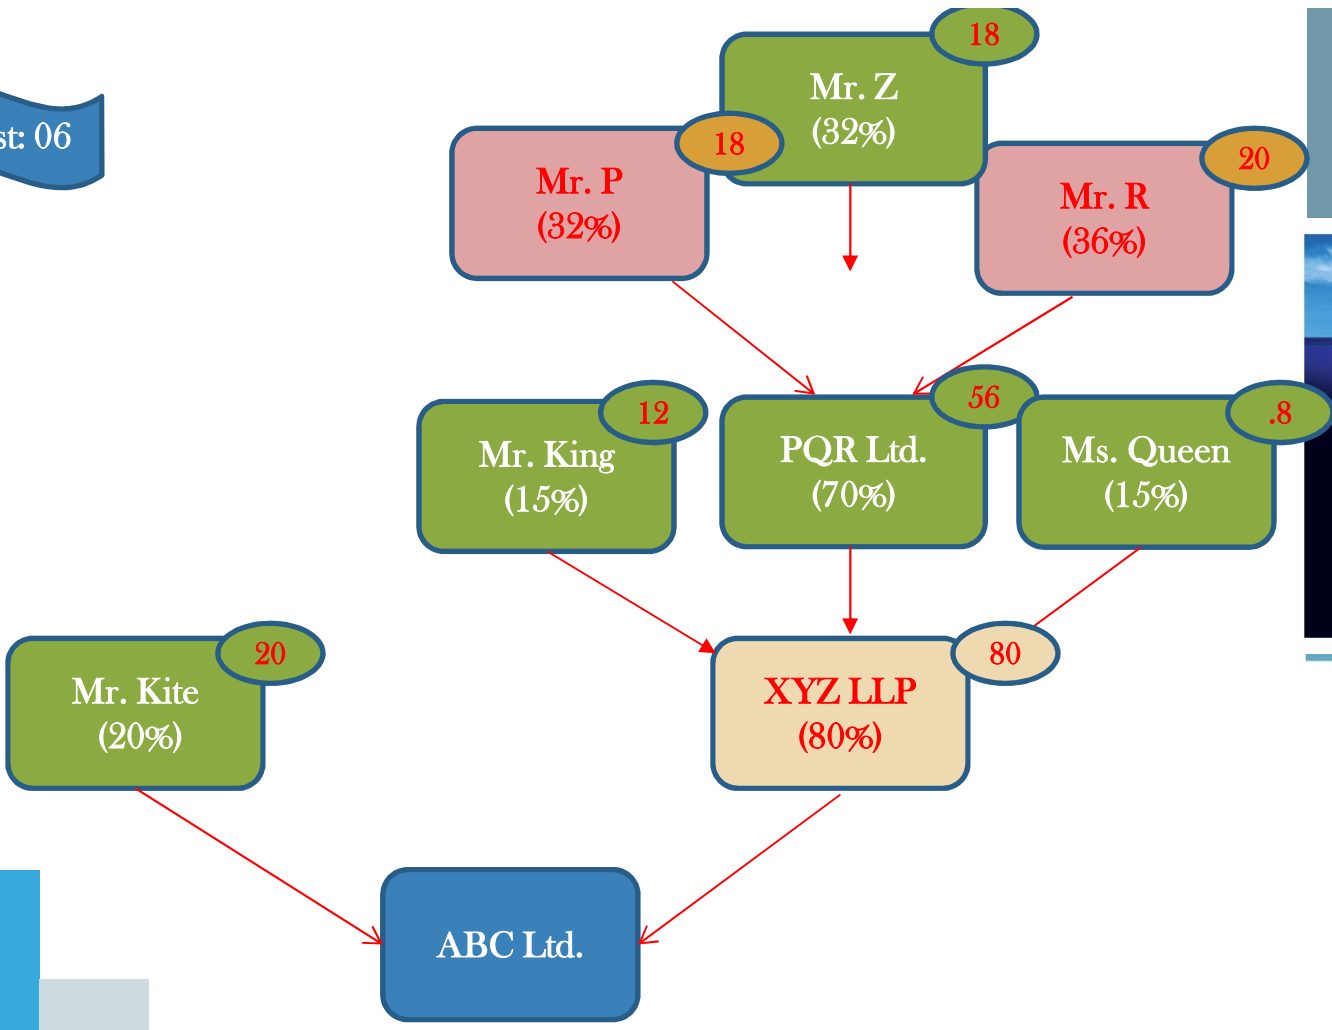 18
Mr. Z
(32%)
st: 06
18
Mr. P
(32%)
20
Mr. R
(36%)
12
Mr. King
(15%)
56
PQR Ltd.
(70%)
.8
Ms. Queen
(15%)
20
Mr. Kite
(20%)
80
XYZ LLP
(80%)
ABC Ltd.